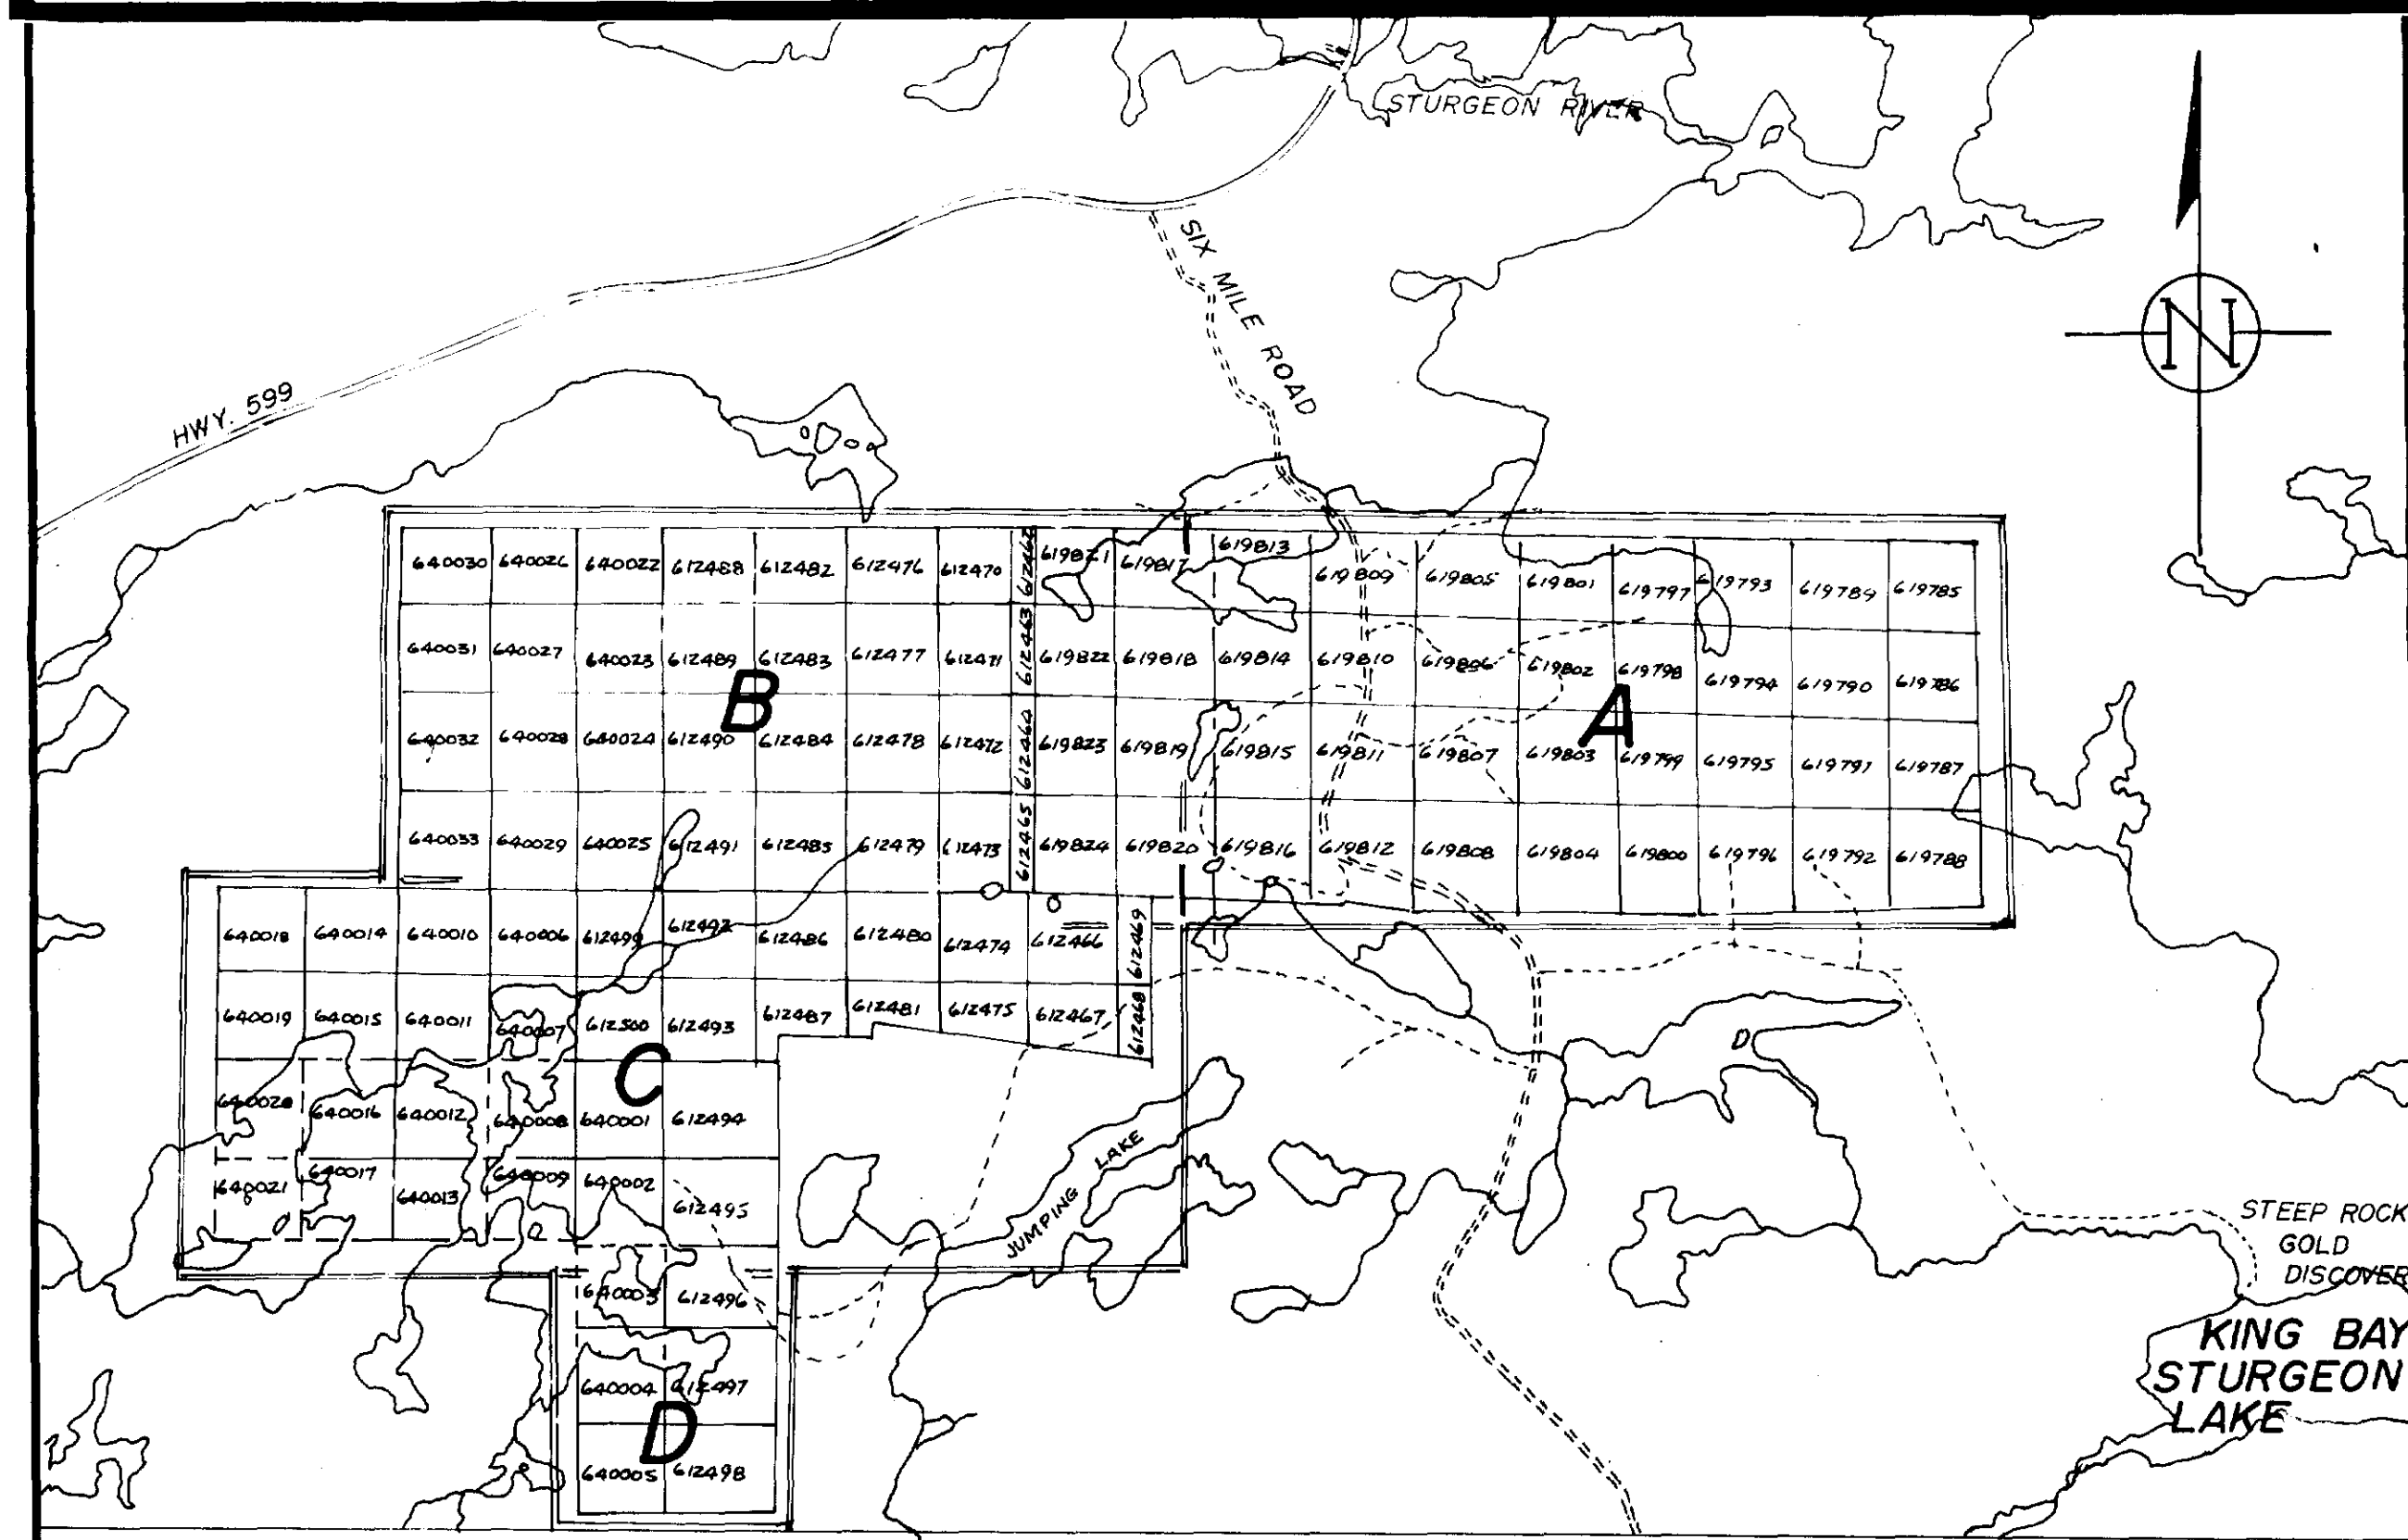 STURGEON RIVER
SIX MILE ROAD
N
HWY. 599
640030 640026 640022 612488 612482 612476 612470 612462 619821 619817 619813 619809 619805 619801 619797 619793 619789 619785
640031 640027 640023 612489 612483 612477 612471 612463 619822 619818 619814 619810 619806 619802 619798 619794 619790 619786
B
A
640032 640028 640024 612490 612484 612478 612472 612464 619823 619819 619815 619811 619807 619803 619799 619795 619791 619787
640033 640029 640025 612491 612485 612479 612473 612465 619824 619820 619816 619812 619808 619804 619800 619796 619792 619788
640018 640014 640010 640006 612499 612492 612486 612480 612474 612466 612469
640019 640015 640011 640007 612500 612493 612487 612481 612475 612467 612468
C
640020 640016 640012 640008 640001 612494
640021 640017 640013 640009 640002 612495
JUMPING LAKE
640003 612496
640004 612497
D
640005 612498
STEEP ROCK
GOLD
DISCOVER
KING BAY
STURGEON
LAKE